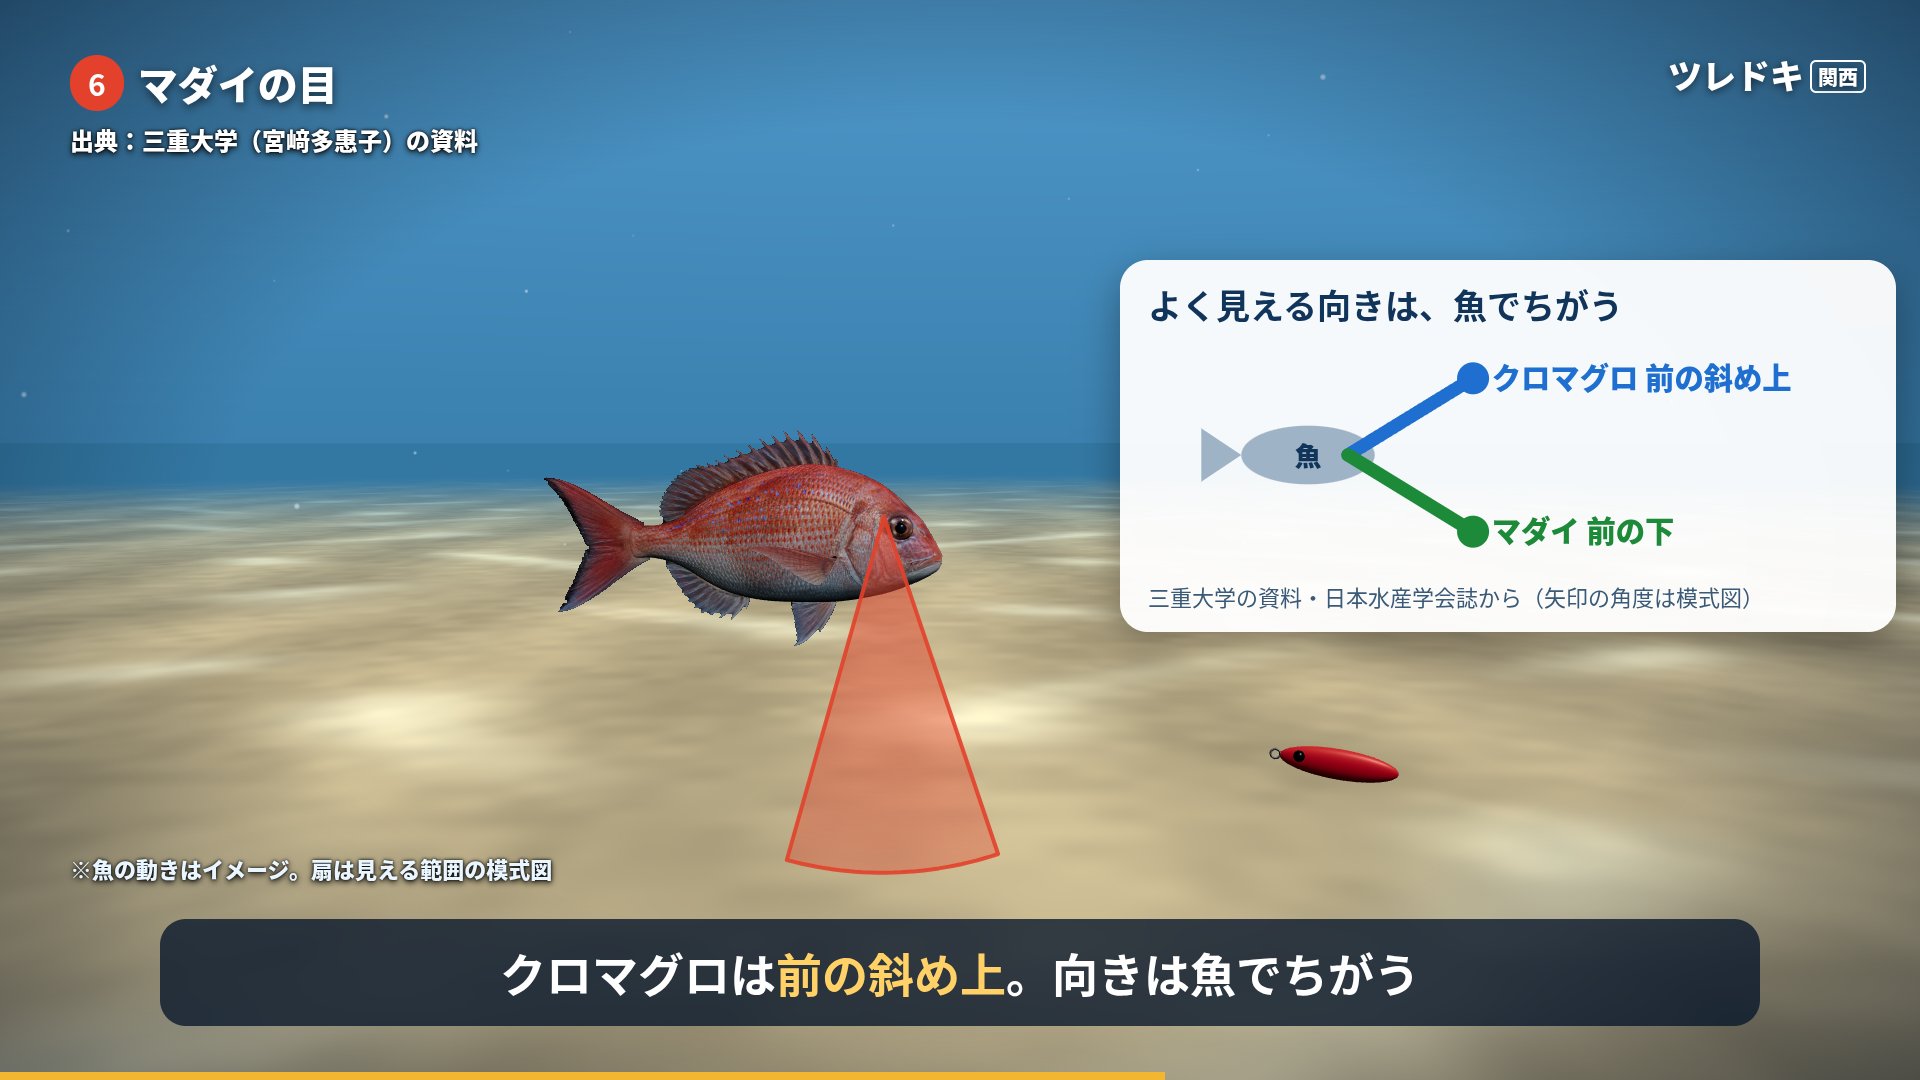 6 マダイの目
出典：三重大学（宮﨑多惠子）の資料
ツレドキ 関西
よく見える向きは、魚でちがう
クロマグロ 前の斜め上
魚
マダイ 前の下
三重大学の資料・日本水産学会誌から（矢印の角度は模式図）
※魚の動きはイメージ。扇は見える範囲の模式図
クロマグロは前の斜め上。向きは魚でちがう